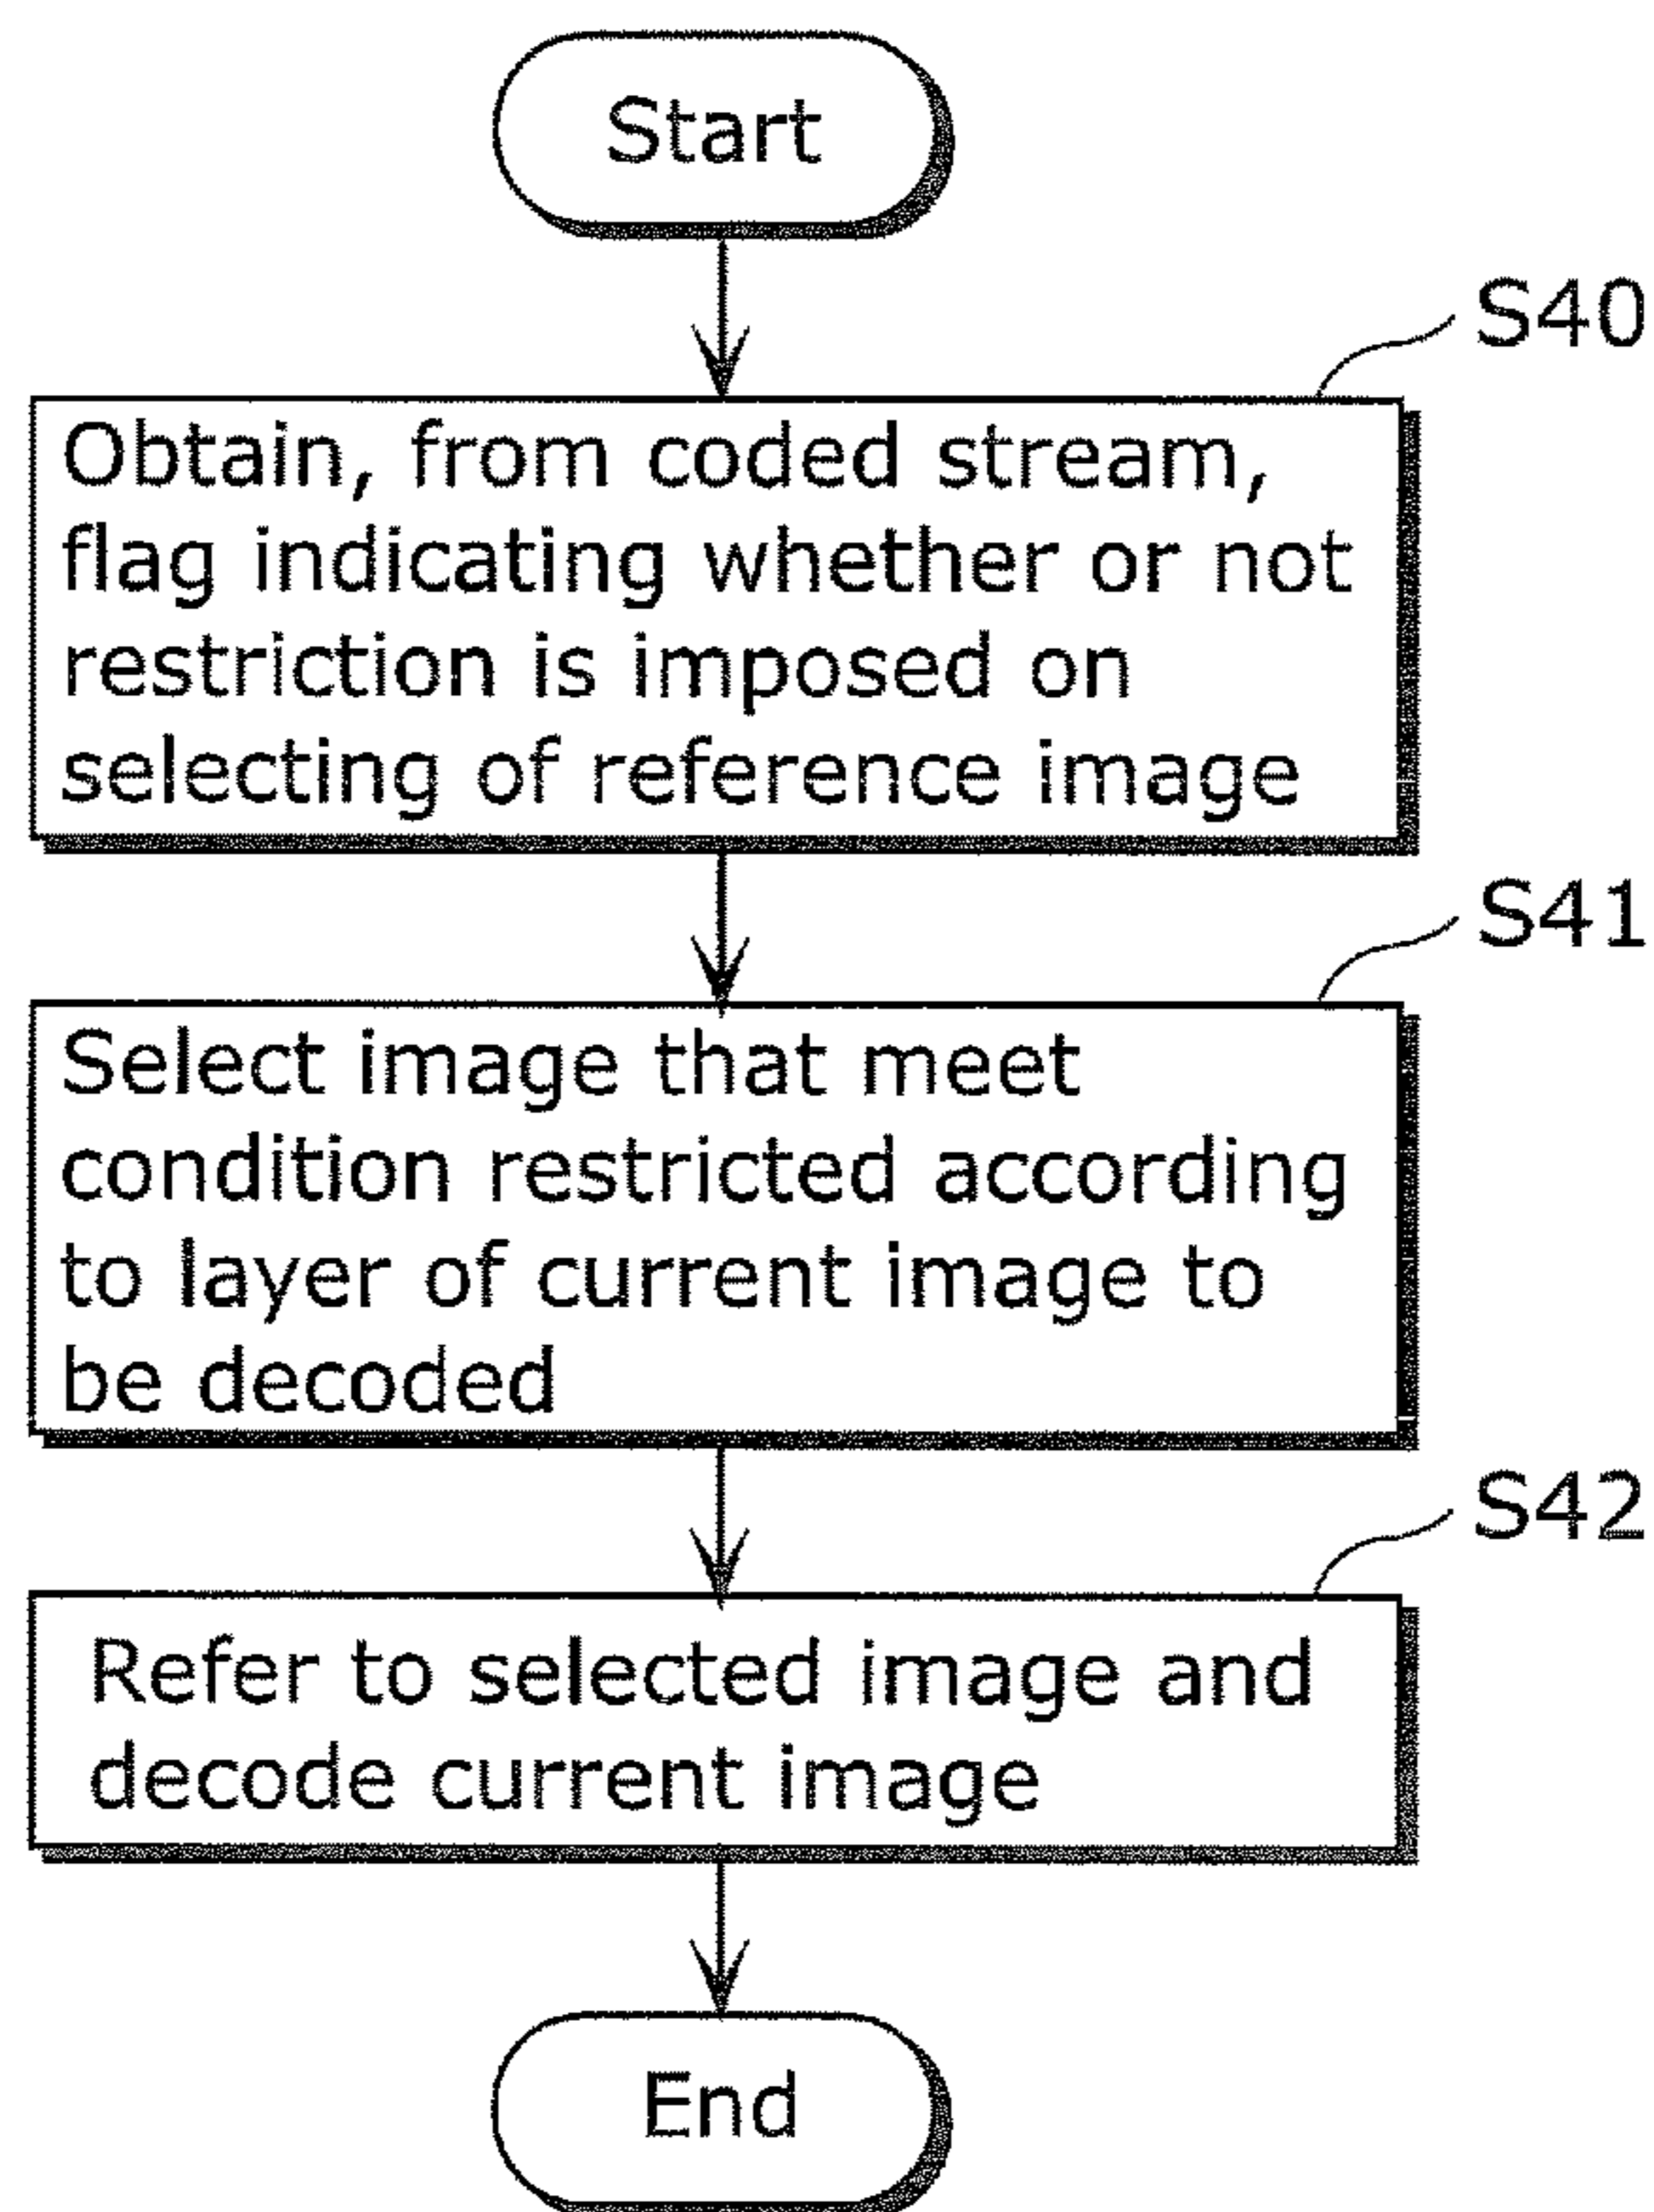 Start
S40
Obtain, from coded stream,
flag indicating whether or not
restriction is imposed on
selecting of reference image
S41
Select image that meet
condition restricted according
to layer of current image to
be decoded
S42
Refer to selected image and
decode current image
End